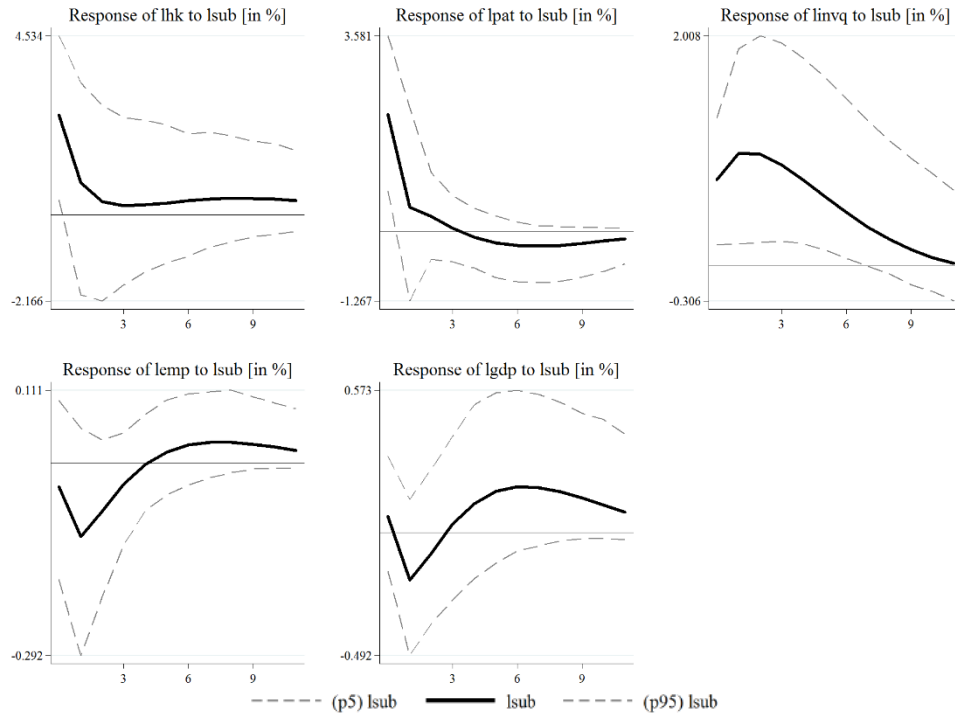 Response of lhk to lsub [in %]
4.534
-2.166
3 6 9
Response of lpat to lsub [in %]
3.581
-1.267
3 6 9
Response of linvq to lsub [in %]
2.008
-0.306
3 6 9
Response of lemp to lsub [in %]
0.111
-0.292
3 6 9
Response of lgdp to lsub [in %]
0.573
-0.492
3 6 9
(p5) lsub lsub (p95) lsub